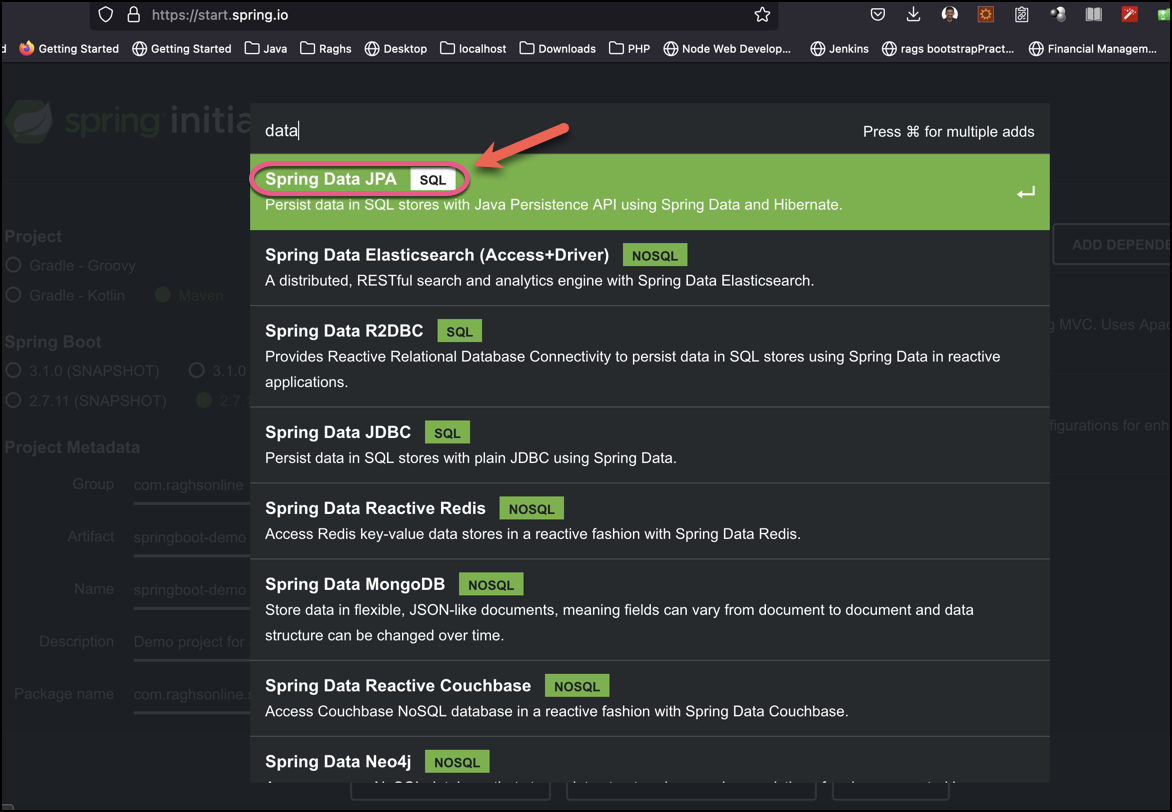 https://start.spring.io
Getting Started
Getting Started
Java
Raghs
Desktop
localhost
Downloads
PHP
Node Web Develop...
Jenkins
rags bootstrapPract...
Financial Managem...
spring initia
data
Press ⌘ for multiple adds
Spring Data JPA SQL
Persist data in SQL stores with Java Persistence API using Spring Data and Hibernate.
Spring Data Elasticsearch (Access+Driver) NOSQL
A distributed, RESTful search and analytics engine with Spring Data Elasticsearch.
Spring Data R2DBC SQL
Provides Reactive Relational Database Connectivity to persist data in SQL stores using Spring Data in reactive
applications.
Spring Data JDBC SQL
Persist data in SQL stores with plain JDBC using Spring Data.
Spring Data Reactive Redis NOSQL
Access Redis key-value data stores in a reactive fashion with Spring Data Redis.
Spring Data MongoDB NOSQL
Store data in flexible, JSON-like documents, meaning fields can vary from document to document and data
structure can be changed over time.
Spring Data Reactive Couchbase NOSQL
Access Couchbase NoSQL database in a reactive fashion with Spring Data Couchbase.
Spring Data Neo4j NOSQL
Project
Gradle - Groovy
Gradle - Kotlin
Maven
Spring Boot
3.1.0 (SNAPSHOT)
3.1.0
2.7.11 (SNAPSHOT)
2.7.
Project Metadata
Group com.raghsonline
Artifact springboot-demo
Name springboot-demo
Description Demo project for
Package name com.raghsonline.s
ADD DEPENDE
g MVC. Uses Apac
figurations for enh